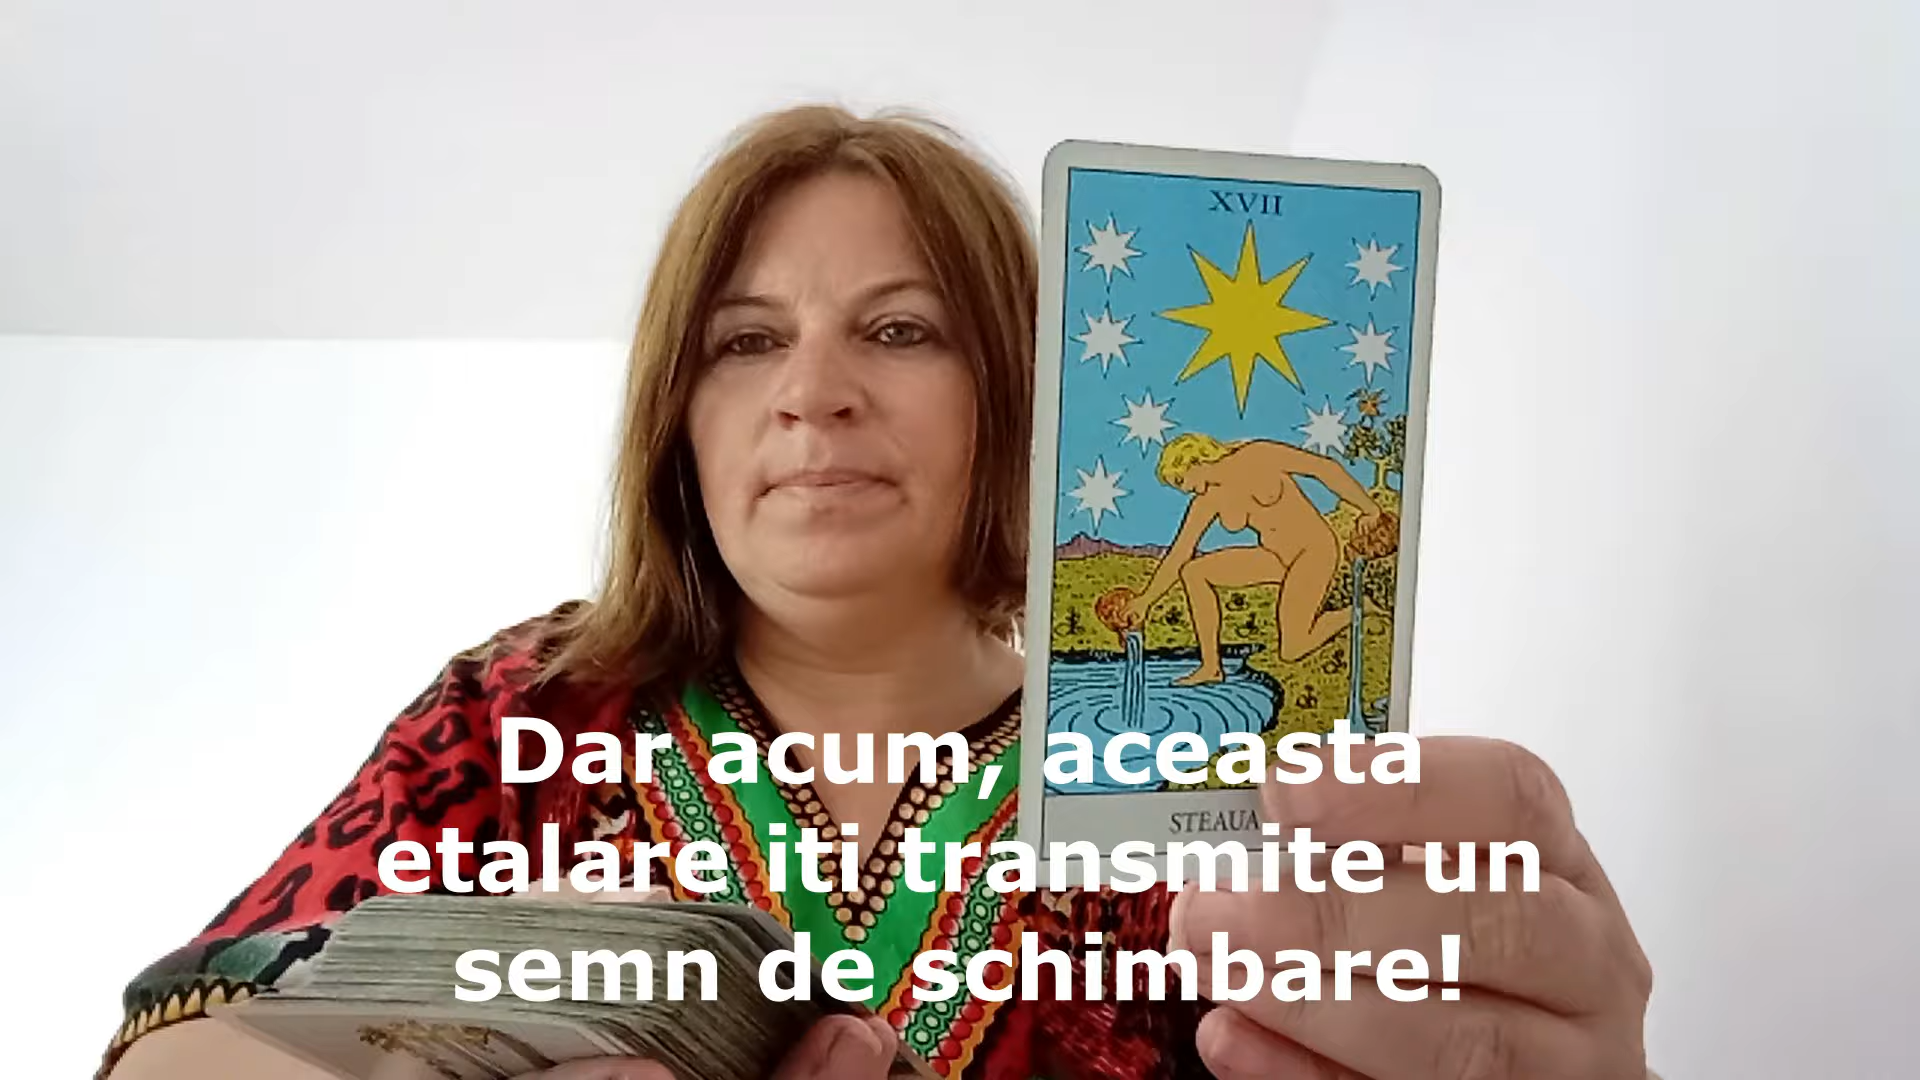 XVII
STEAUA
Dar acum, aceasta
etalare iti transmite un
semn de schimbare!